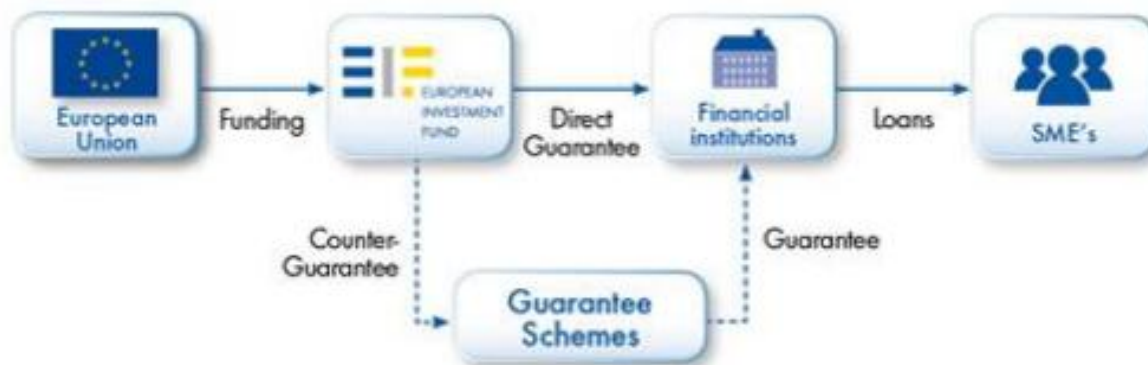 European
Union
Funding
EUROPEAN
INVESTMENT
FUND
Direct
Guarantee
Financial
institutions
Loans
SME's
Counter-
Guarantee
Guarantee
Schemes
Guarantee